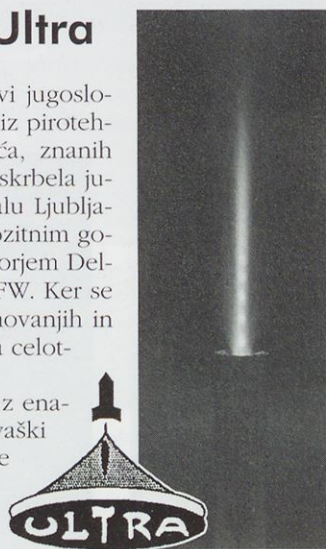 Ultra
vi jugoslo-
iz piroteh-
ća, znanih
skrbela ju-
alu Ljublja-
ozitnim go-
orjem Del-
FW. Ker se
novanjih in
a celot-
z ena-
vaški
e
ULTRA